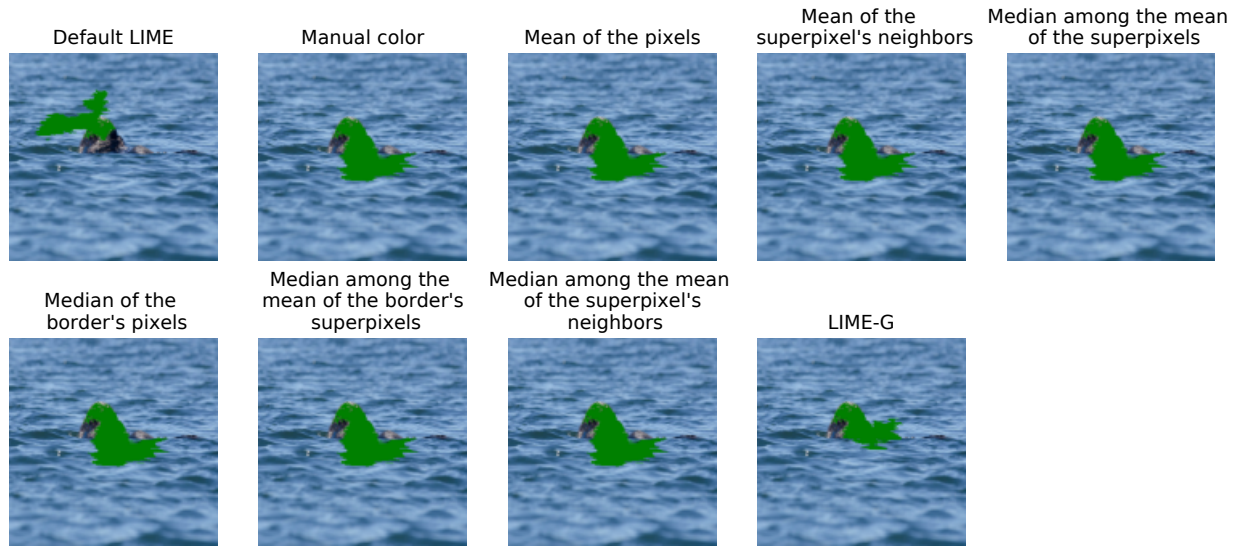 Default LIME
Manual color
Mean of the pixels
Mean of the
superpixel's neighbors
Median among the mean
of the superpixels
Median of the
border's pixels
Median among the
mean of the border's
superpixels
Median among the mean
of the superpixel's
neighbors
LIME-G